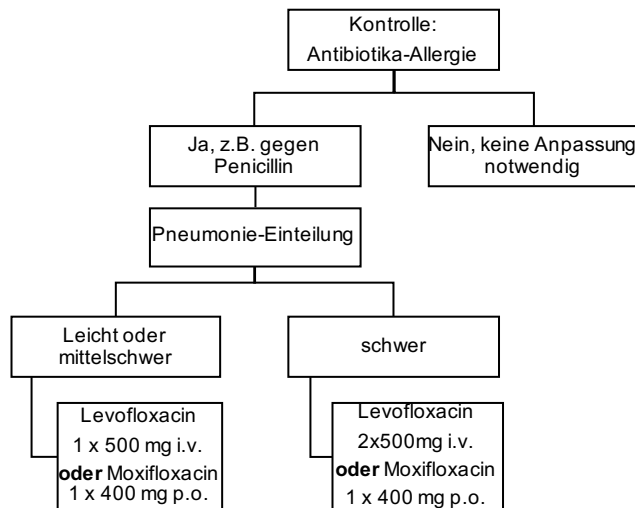 Kontrolle:
Antibiotika-Allergie
Ja, z.B. gegen
Penicillin
Nein, keine Anpassung
notwendig
Pneumonie-Einteilung
Leicht oder
mittelschwer
schwer
Levofloxacin
1 x 500 mg i.v.
oder Moxifloxacin
1 x 400 mg p.o.
Levofloxacin
2x500mg i.v.
oder Moxifloxacin
1 x 400 mg p.o.